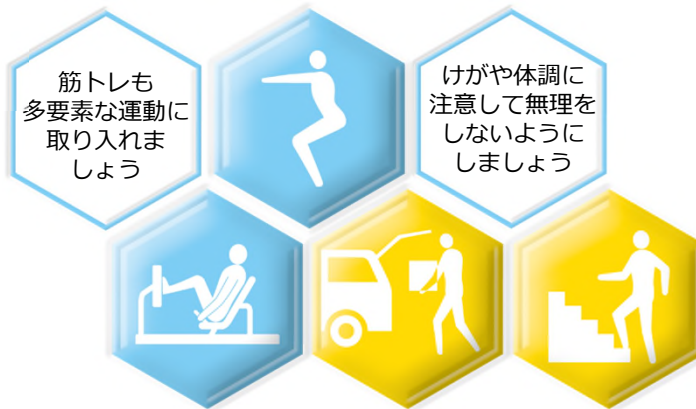 筋トレも
多要素な運動に
取り入れま
しょう
けがや体調に
注意して無理を
しないように
しましょう